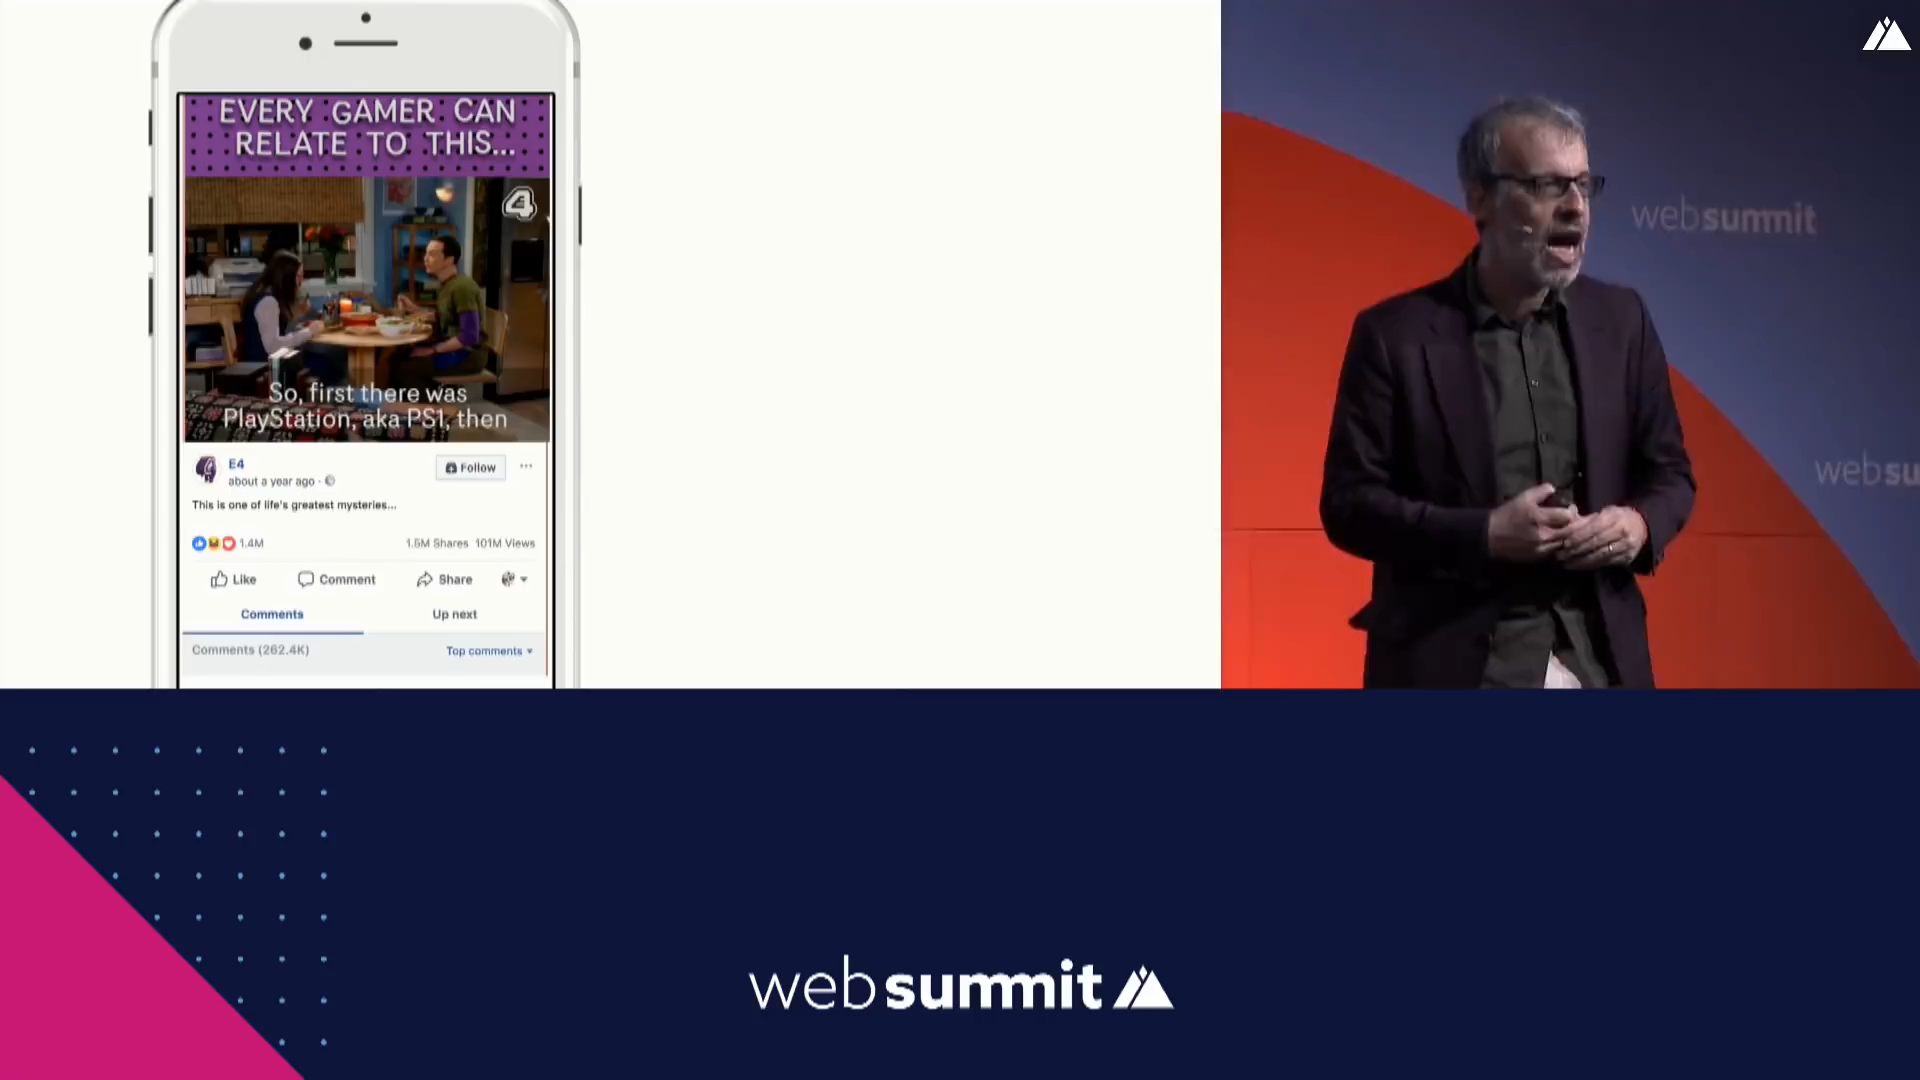 EVERY GAMER CAN
RELATE TO THIS...
4
So, first there was
PlayStation, aka PS1, then
E4
about a year ago ·
Follow
This is one of life's greatest mysteries...
1.4M
1.5M Shares 101M Views
Like
Comment
Share
Comments
Up next
Comments (262.4K)
Top comments
websummit
websu
websummit